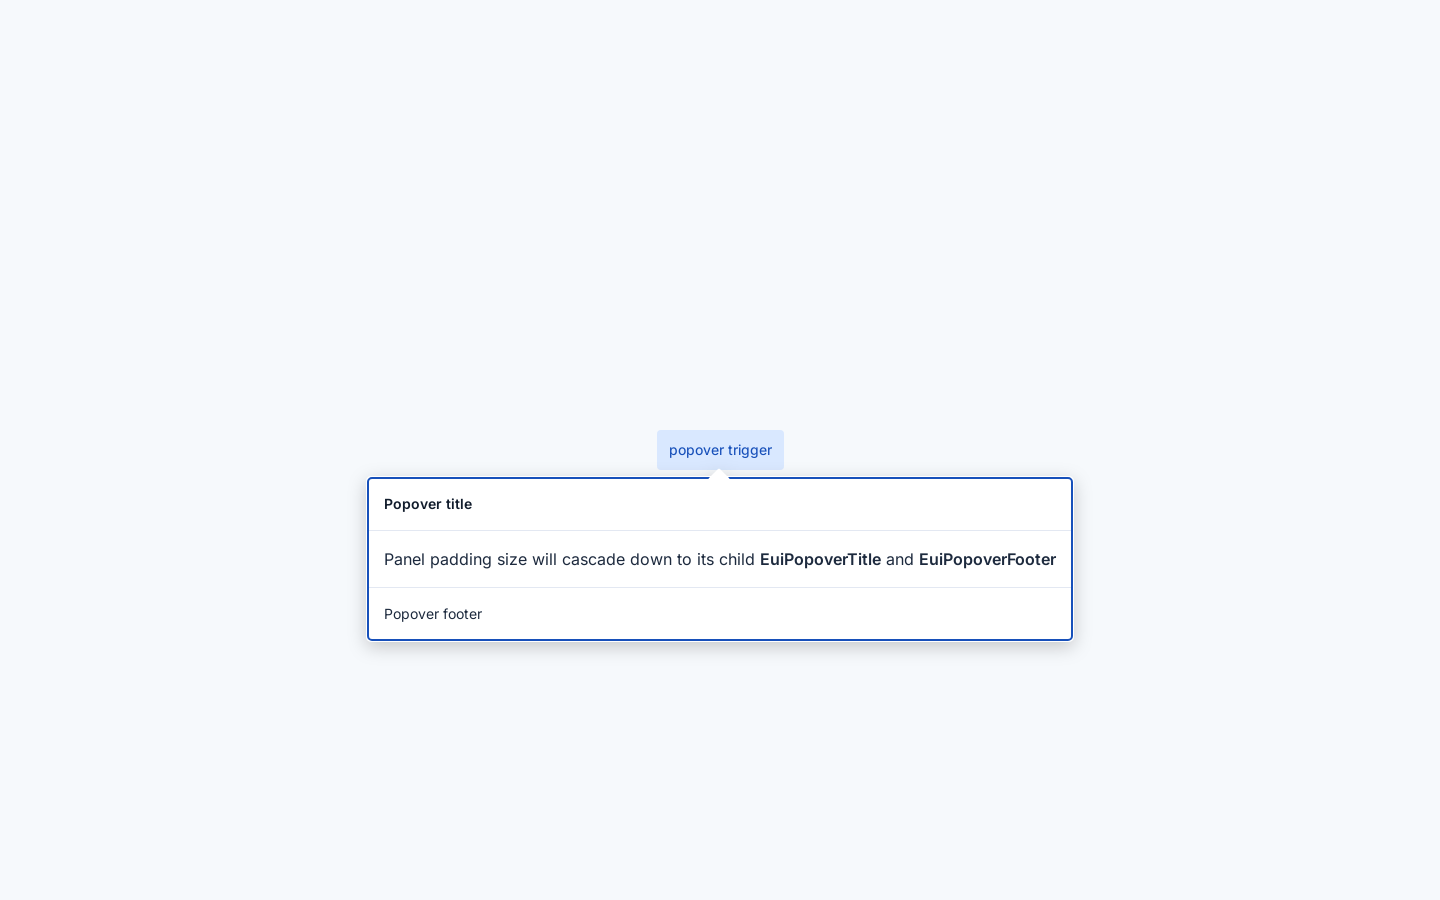 popover trigger
Popover title
Panel padding size will cascade down to its child EuiPopoverTitle and EuiPopoverFooter
Popover footer